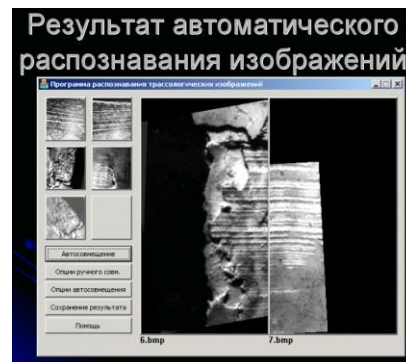 Результат автоматического
распознавания изображений
Программа распознавания трассологических изображений
Автосовмещение
Опции ручного совм.
Опции автосовмещения
Сохранение результата
Помощь
6.bmp
7.bmp